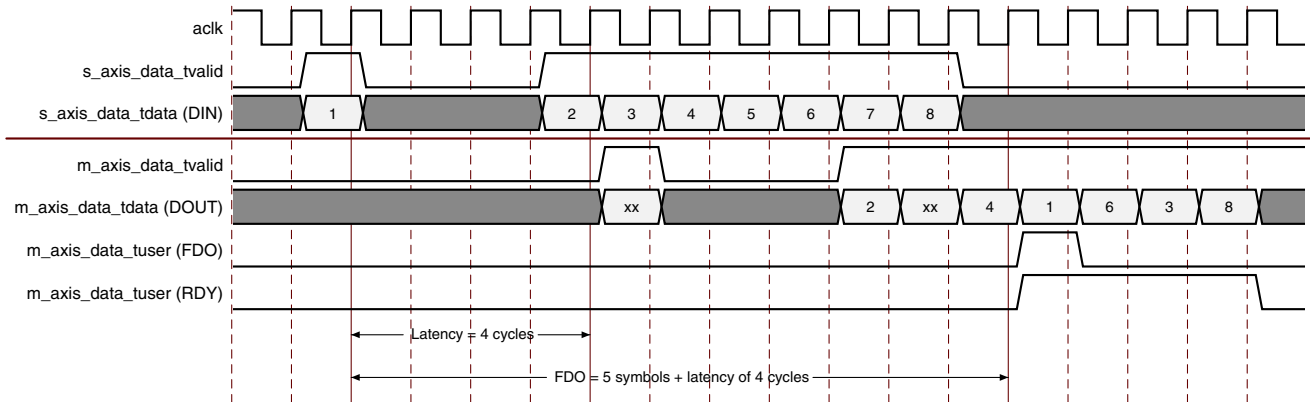 aclk
s_axis_data_tvalid
s_axis_data_tdata (DIN) 1 2 3 4 5 6 7 8
m_axis_data_tvalid
m_axis_data_tdata (DOUT) xx 2 xx 4 1 6 3 8
m_axis_data_tuser (FDO)
m_axis_data_tuser (RDY)
Latency = 4 cycles
FDO = 5 symbols + latency of 4 cycles